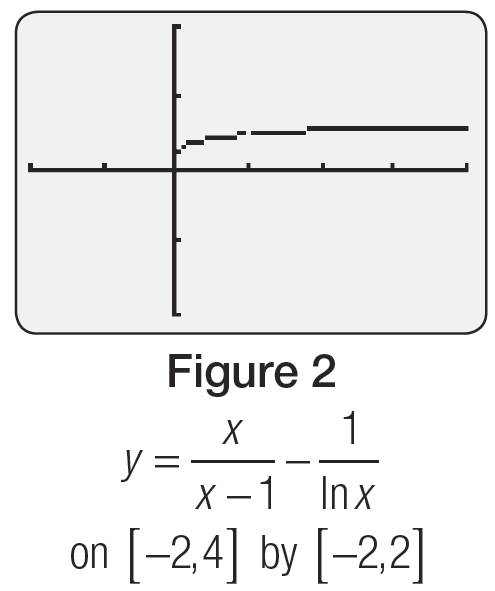 Figure 2
y = x/(x – 1) – 1/ln x
on [–2,4] by [–2,2]